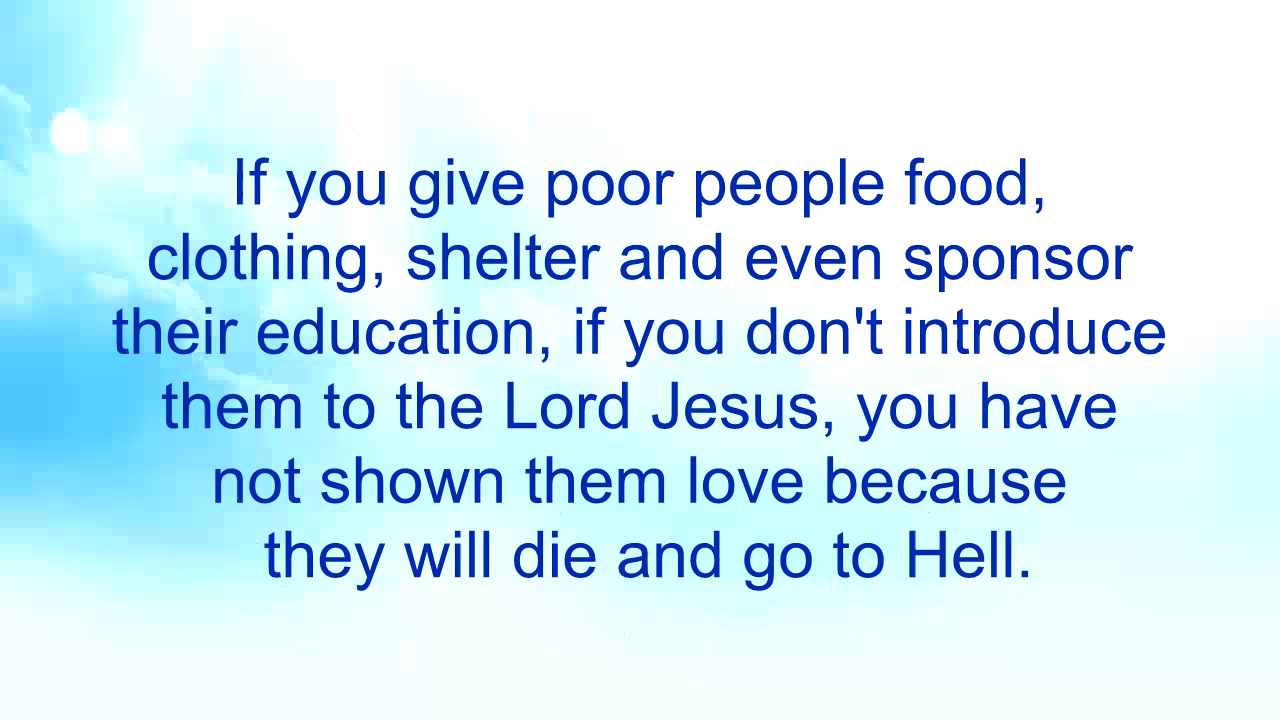 If you give poor people food,
clothing, shelter and even sponsor
their education, if you don't introduce
them to the Lord Jesus, you have
not shown them love because
they will die and go to Hell.